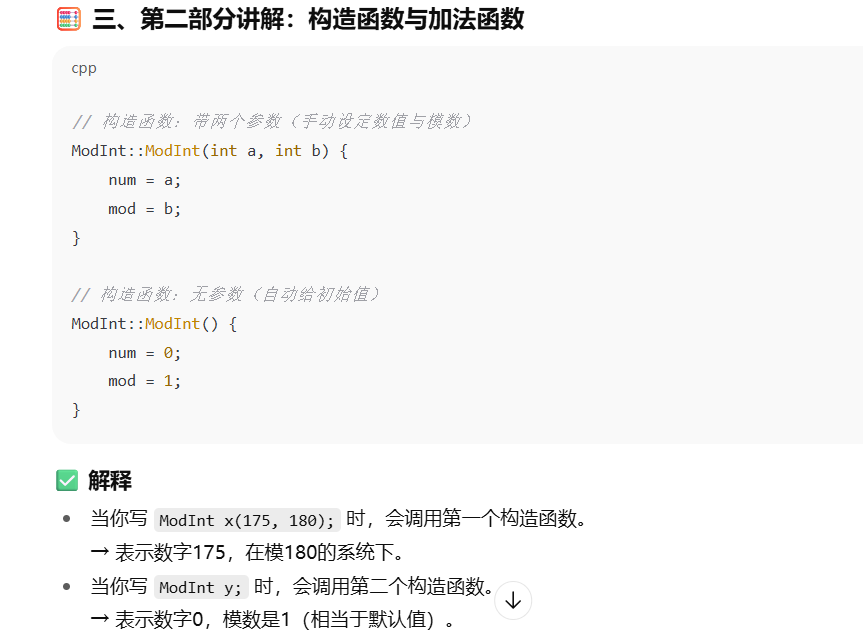 三、第二部分讲解：构造函数与加法函数
cpp
// 构造函数：带两个参数（手动设定数值与模数）
ModInt::ModInt(int a, int b) {
    num = a;
    mod = b;
}
// 构造函数：无参数（自动给初始值）
ModInt::ModInt() {
    num = 0;
    mod = 1;
}
解释
• 当你写 ModInt x(175, 180); 时，会调用第一个构造函数。
→ 表示数字175，在模180的系统下。
• 当你写 ModInt y; 时，会调用第二个构造函数。
→ 表示数字0，模数是1（相当于默认值）。